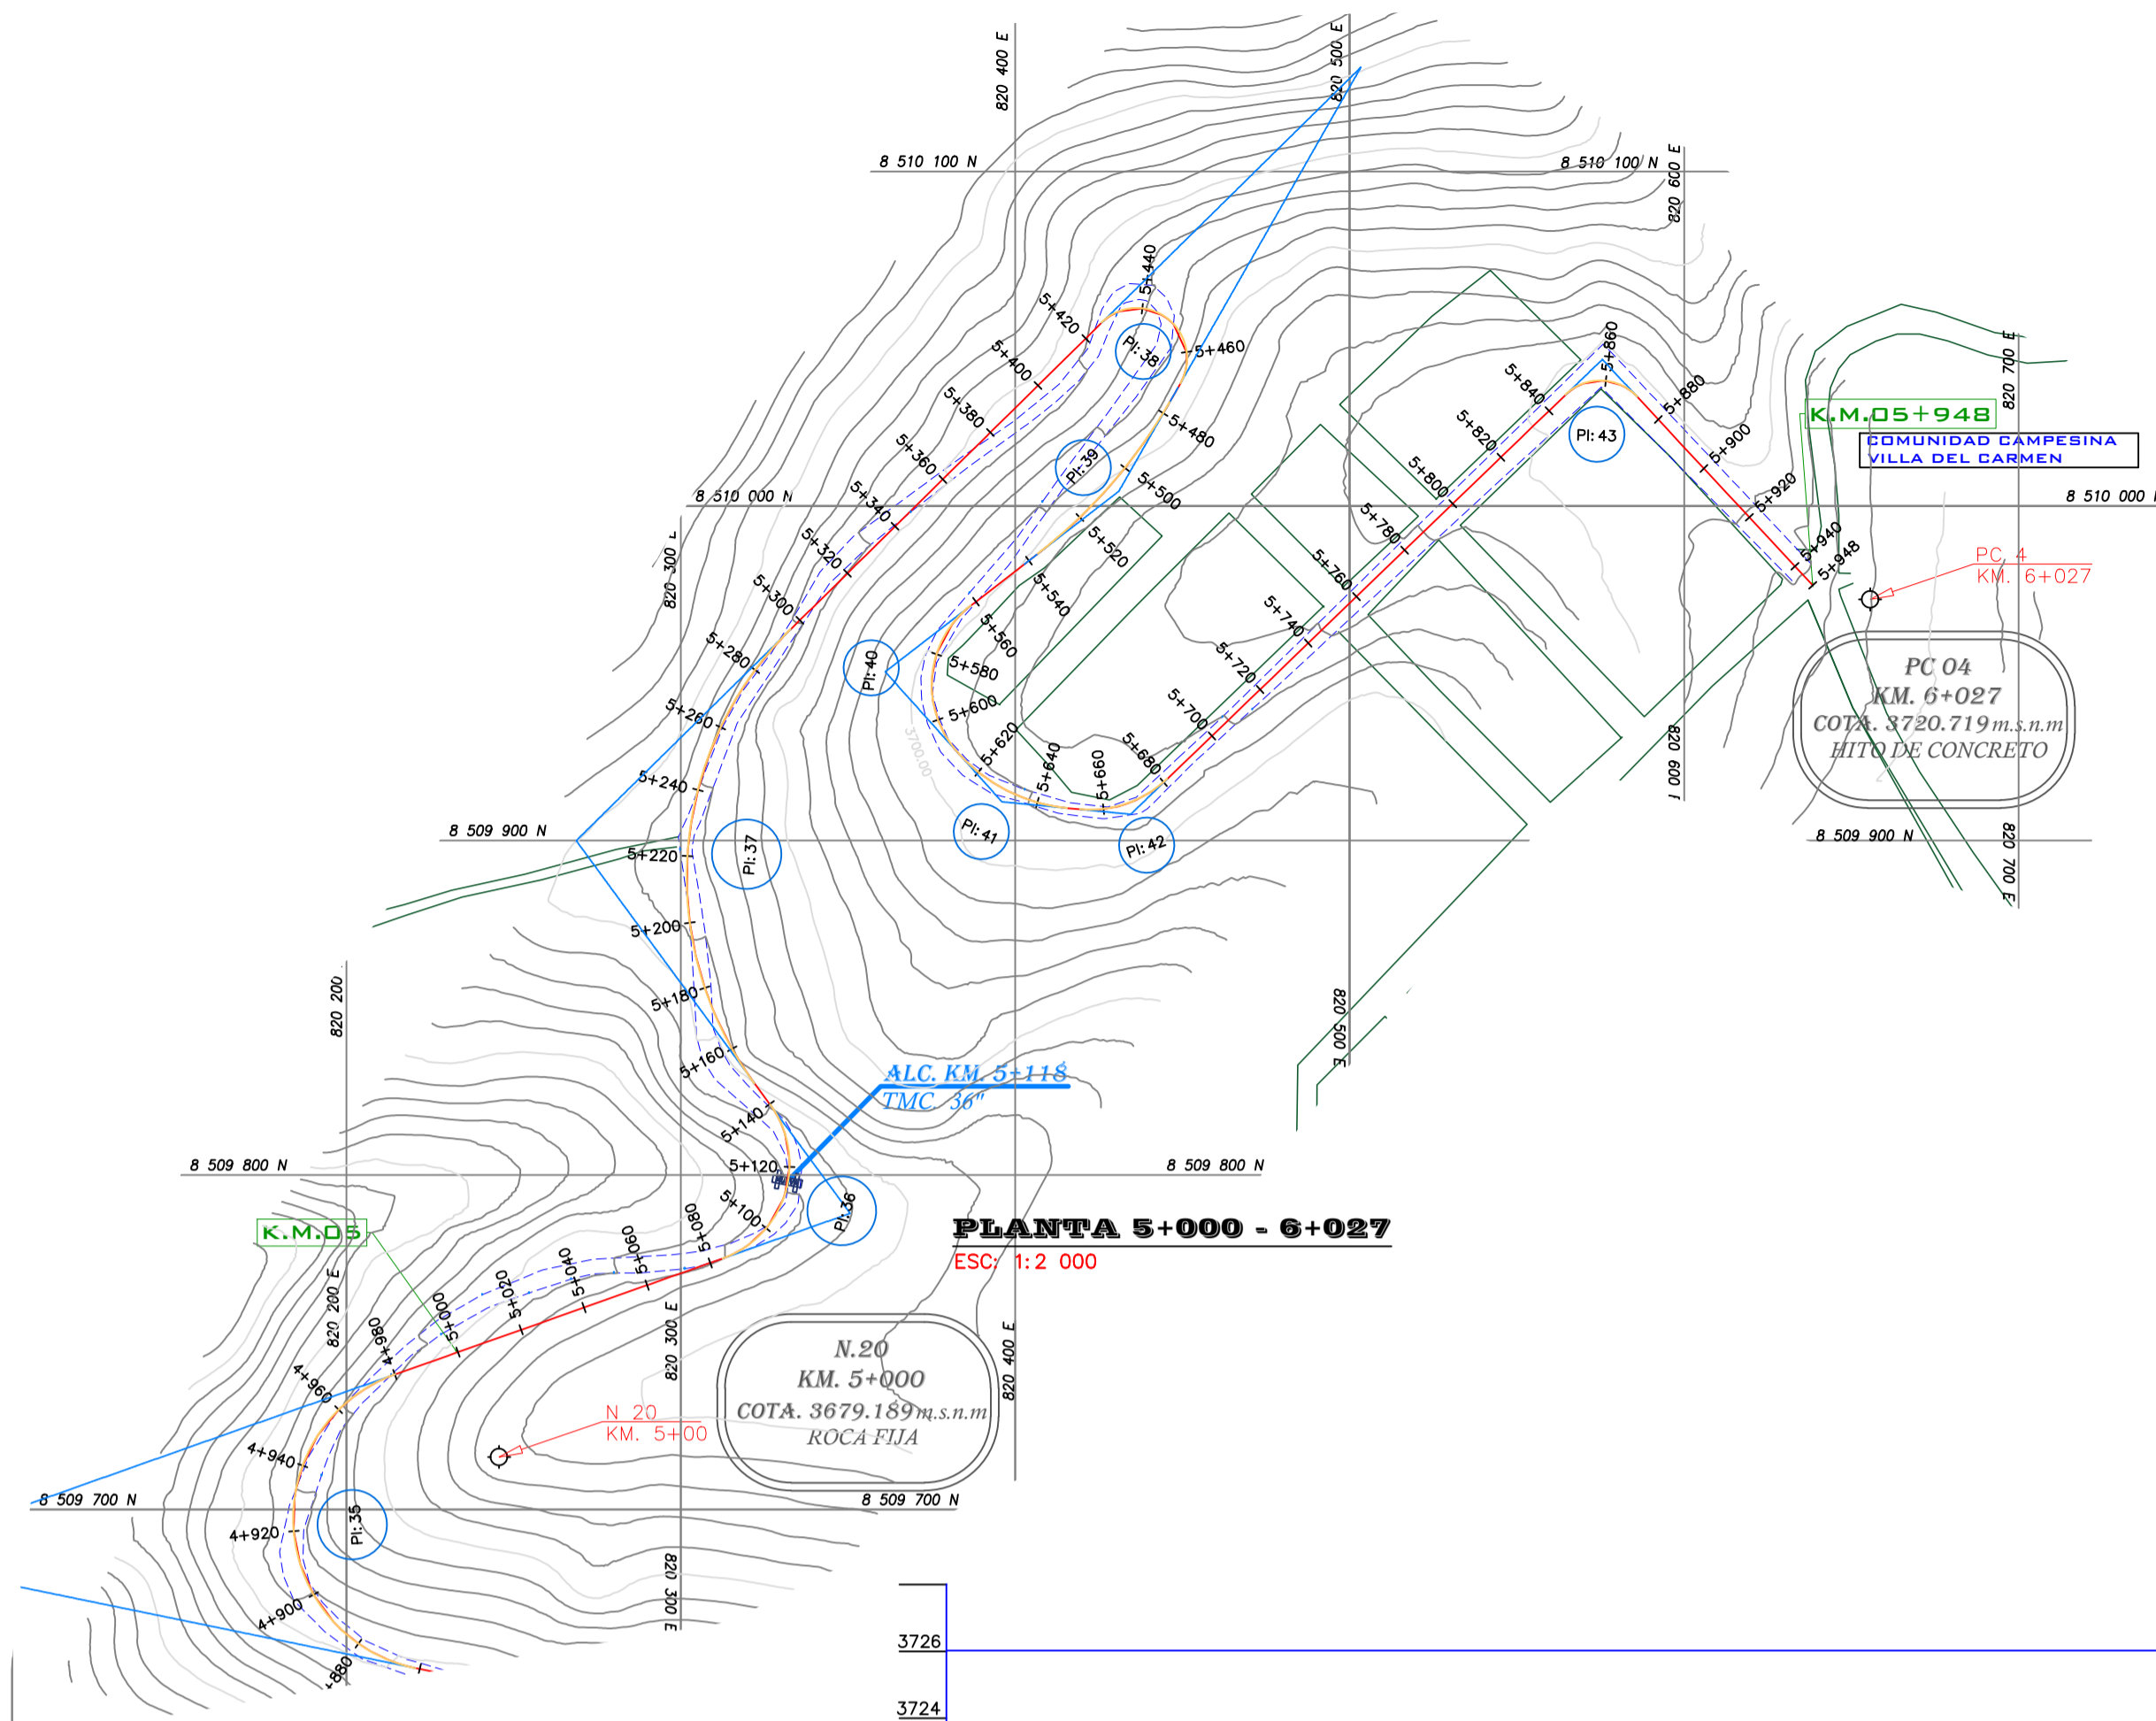 820 400 E
820 500 E
8 510 100 N
8 510 100 N
820 600 E
5+440
5+420
PI: 38
5+460
5+400
5+380
5+480
PI: 39
5+360
5+500
5+860
5+840
5+880
PI: 43
5+820
5+900
820 700 E
K.M.05+948
COMUNIDAD CAMPESINA
VILLA DEL CARMEN
8 510 000 N
5+340
5+520
5+800
5+920
8 510 000
5+320
5+780
5+940
5+948
820 300
5+540
5+760
PC 4
KM. 6+027
5+300
5+560
5+740
5+280
PI: 40
5+580
5+720
PC 04
KM. 6+027
COTA. 3720.719 m.s.n.m
HITO DE CONCRETO
5+260
5+600
5+700
3700.00
5+620
5+240
5+640
5+660
5+680
820 600
8 509 900 N
PI: 41
PI: 42
8 509 900 N
820 700 E
5+220
PI: 37
5+200
820 200
5+180
820 500 E
5+160
ALC. KM. 5+118
TMC. 36"
5+140
8 509 800 N
5+120
8 509 800 N
5+100
PI: 36
K.M.05
5+080
PLANTA 5+000 - 6+027
ESC: 1:2 000
5+060
5+040
5+020
5+000
820 200 E
4+980
820 300 E
820 400 E
N.20
KM. 5+000
COTA. 3679.189 m.s.n.m
ROCA FIJA
4+960
N 20
KM. 5+00
4+940
8 509 700 N
8 509 700 N
4+920
PI: 35
820 300 E
4+900
+880
3726
3724